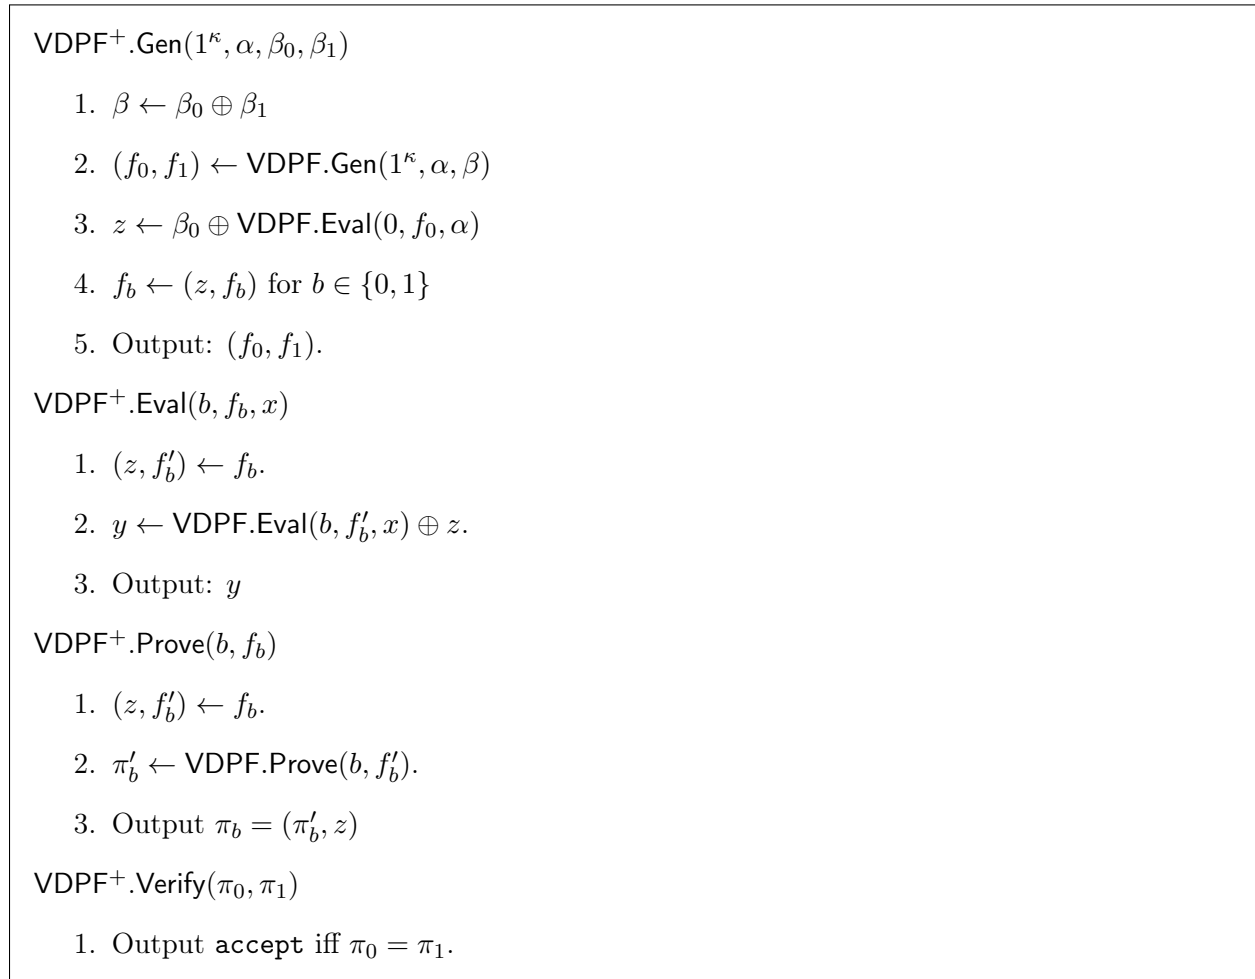 VDPF⁺.Gen(1^κ, α, β₀, β₁)
1. β ← β₀ ⊕ β₁
2. (f₀, f₁) ← VDPF.Gen(1^κ, α, β)
3. z ← β₀ ⊕ VDPF.Eval(0, f₀, α)
4. f_b ← (z, f_b) for b ∈ {0, 1}
5. Output: (f₀, f₁).
VDPF⁺.Eval(b, f_b, x)
1. (z, f′_b) ← f_b.
2. y ← VDPF.Eval(b, f′_b, x) ⊕ z.
3. Output: y
VDPF⁺.Prove(b, f_b)
1. (z, f′_b) ← f_b.
2. π′_b ← VDPF.Prove(b, f′_b).
3. Output π_b = (π′_b, z)
VDPF⁺.Verify(π₀, π₁)
1. Output accept iff π₀ = π₁.